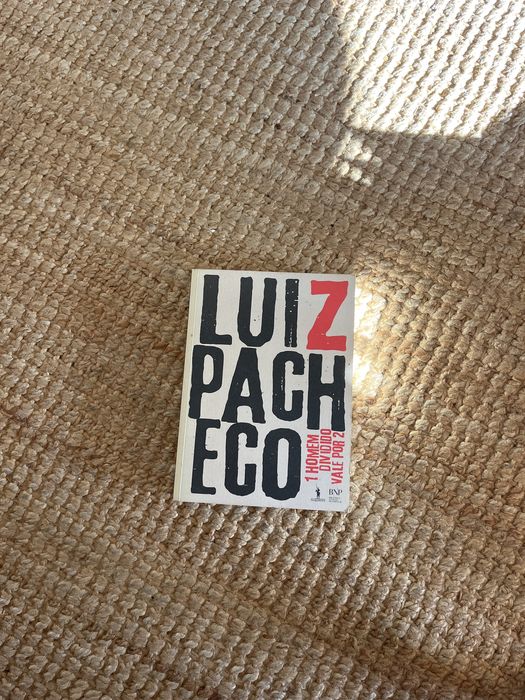 LUIZ
PACH
ECO
1 HOMEM
DIVIDIDO
VALE POR 2
BNP